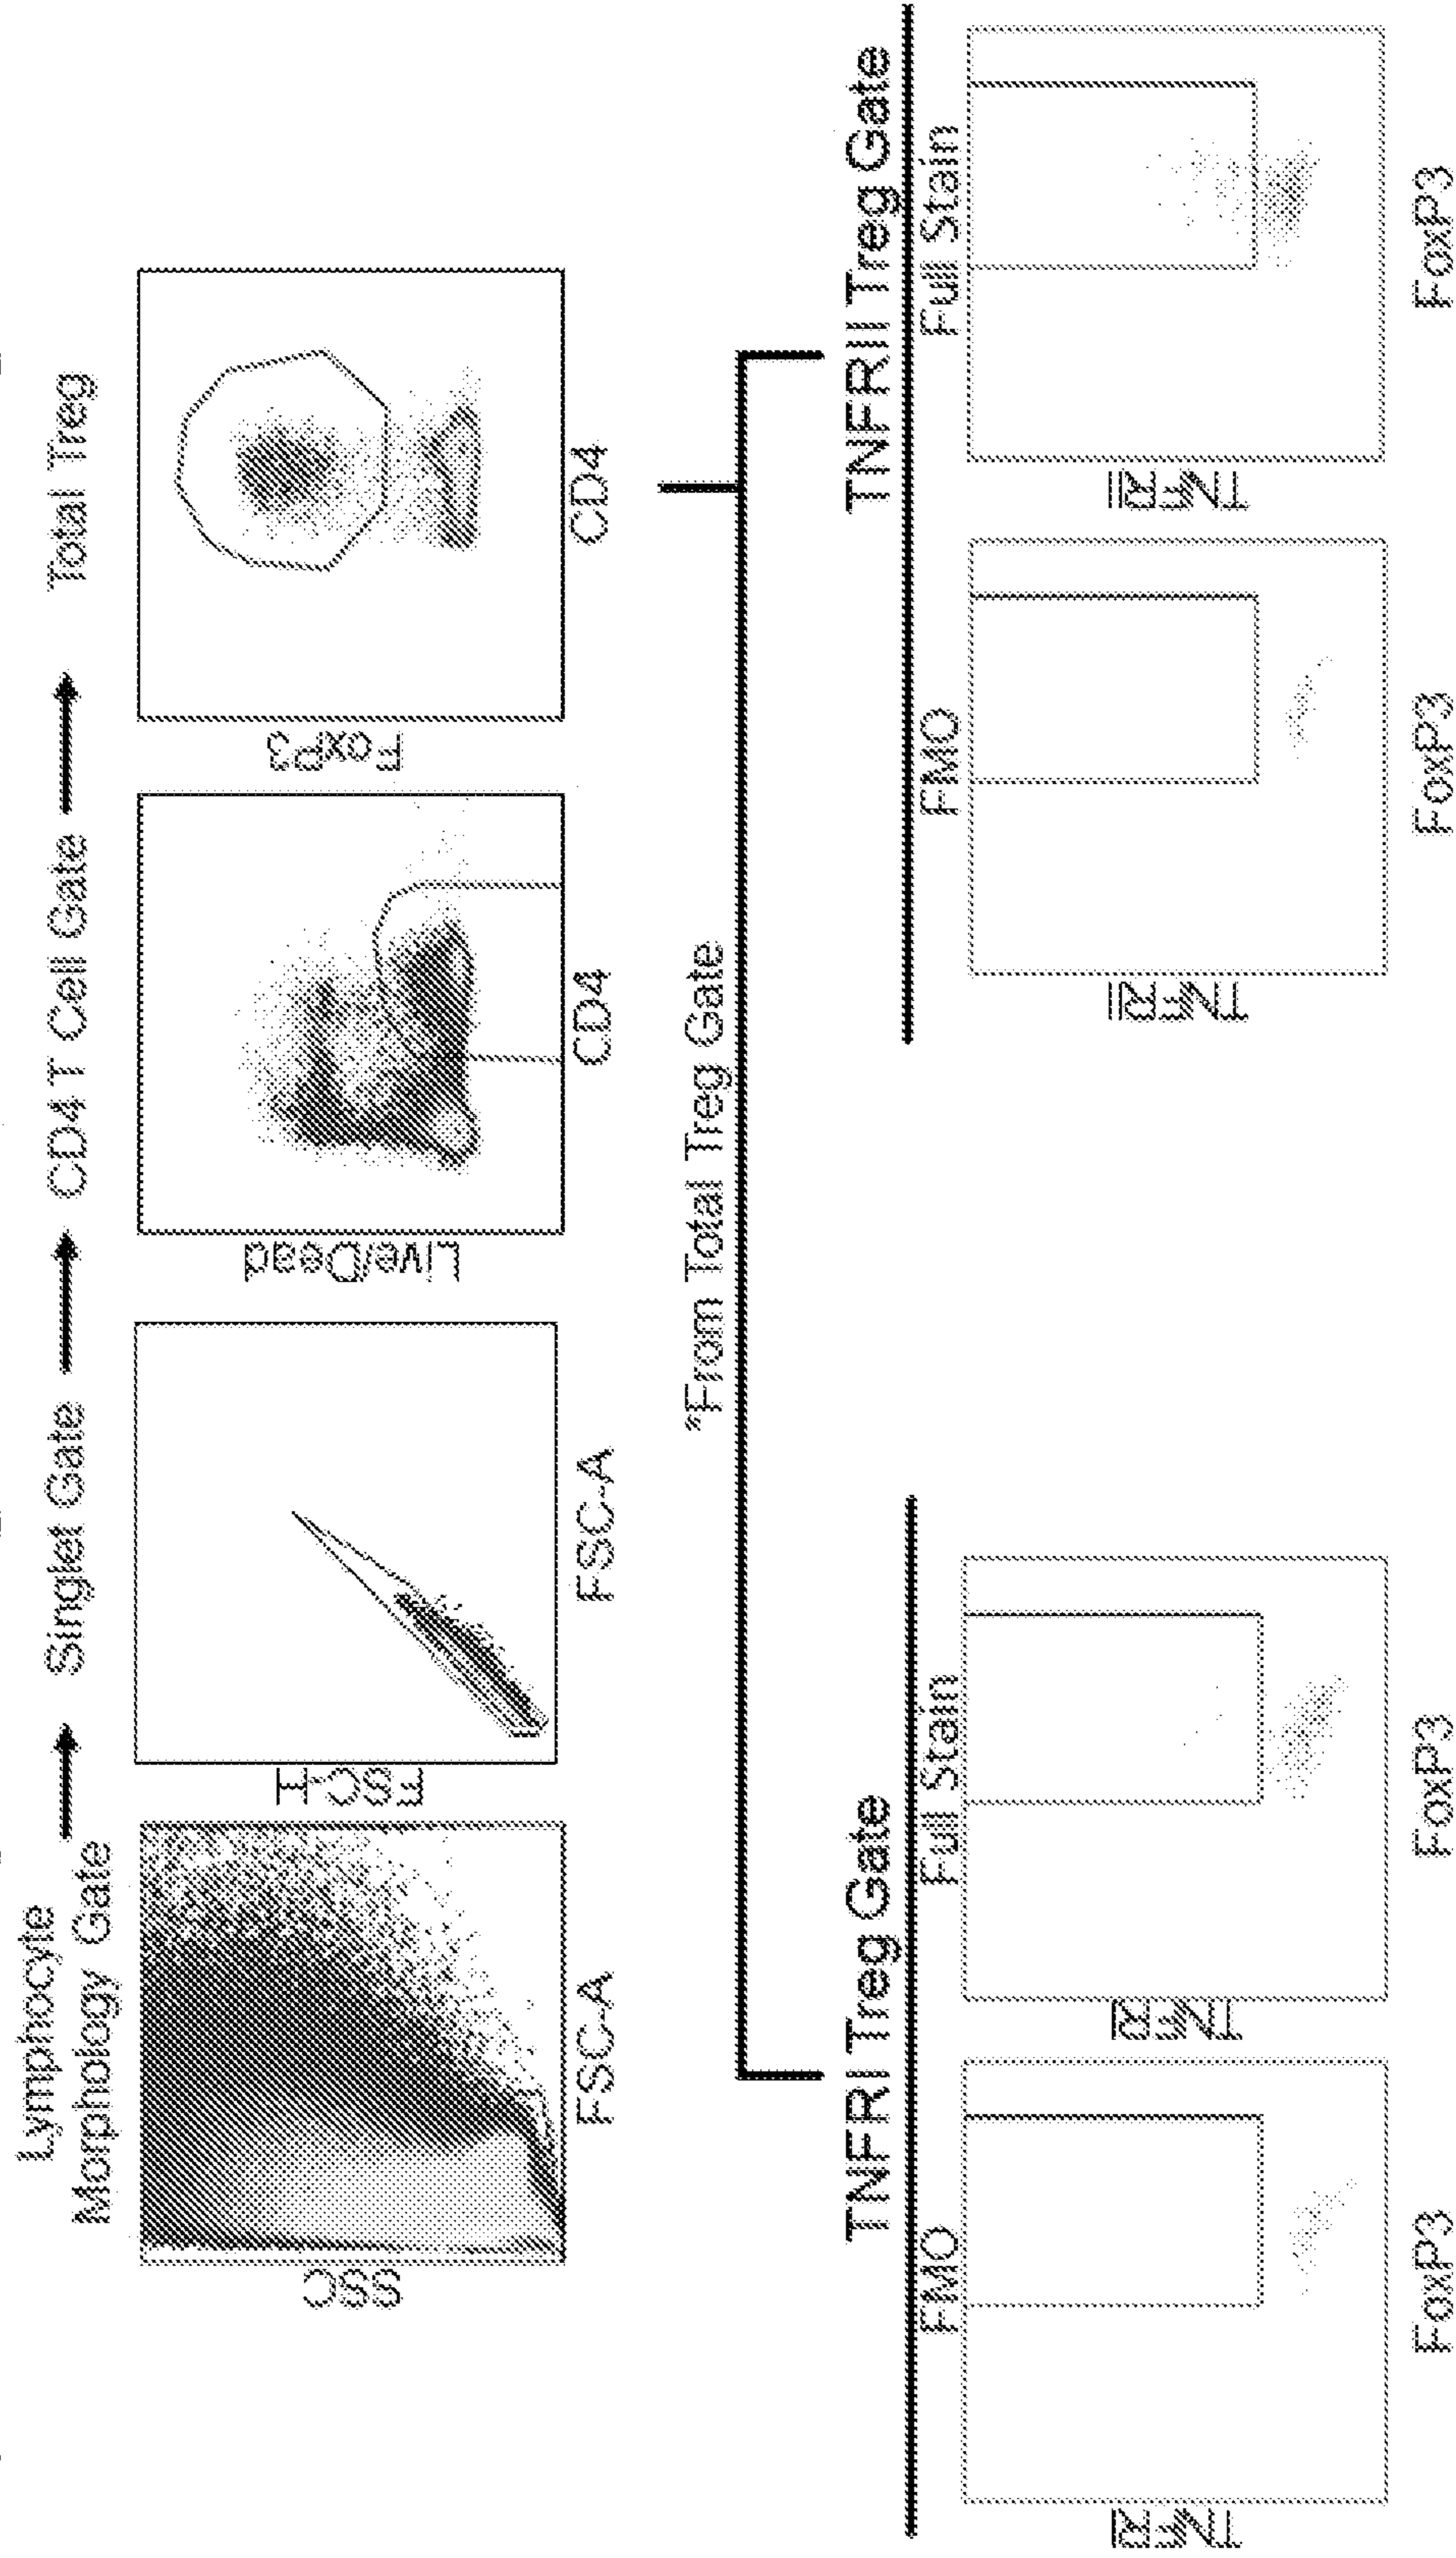 Lymphocyte
Morphology Gate
Singlet Gate
CD4 T Cell Gate
Total Treg
SSC
FSC-A
FSC-H
FSC-A
Live/Dead
CD4
FoxP3
CD4
"From Total Treg Gate
TNFRI Treg Gate
FMO
Full Stain
TNFRI
FoxP3
TNFRI
FoxP3
TNFRII Treg Gate
FMO
Full Stain
TNFRII
FoxP3
TNFRII
FoxP3